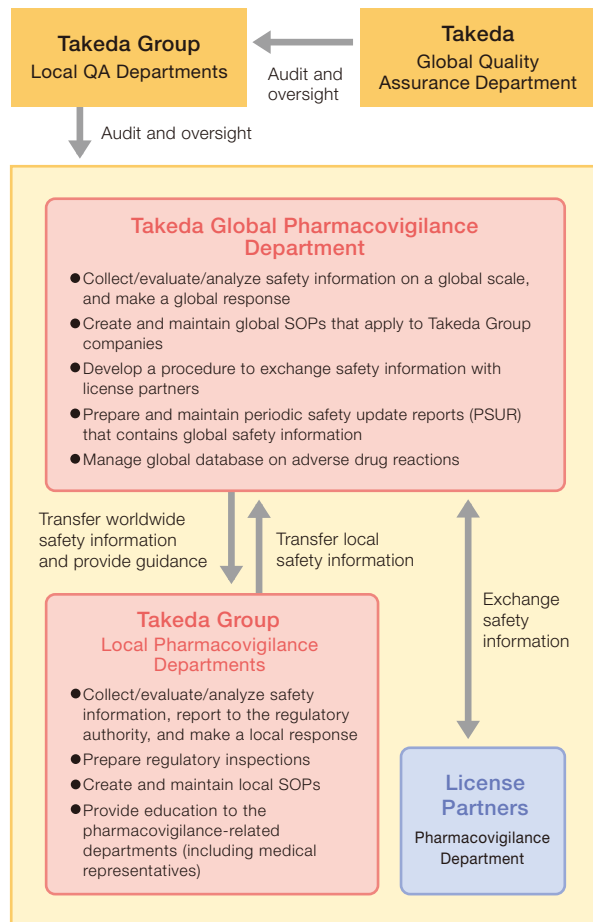 Takeda Group
Local QA Departments
Takeda
Global Quality
Assurance Department
Audit and
oversight
Audit and oversight
Takeda Global Pharmacovigilance
Department
● Collect/evaluate/analyze safety information on a global scale,
and make a global response
● Create and maintain global SOPs that apply to Takeda Group
companies
● Develop a procedure to exchange safety information with
license partners
● Prepare and maintain periodic safety update reports (PSUR)
that contains global safety information
● Manage global database on adverse drug reactions
Transfer worldwide
safety information
and provide guidance
Transfer local
safety information
Exchange
safety
information
Takeda Group
Local Pharmacovigilance
Departments
● Collect/evaluate/analyze safety
information, report to the regulatory
authority, and make a local response
● Prepare regulatory inspections
● Create and maintain local SOPs
● Provide education to the
pharmacovigilance-related
departments (including medical
representatives)
License
Partners
Pharmacovigilance
Department